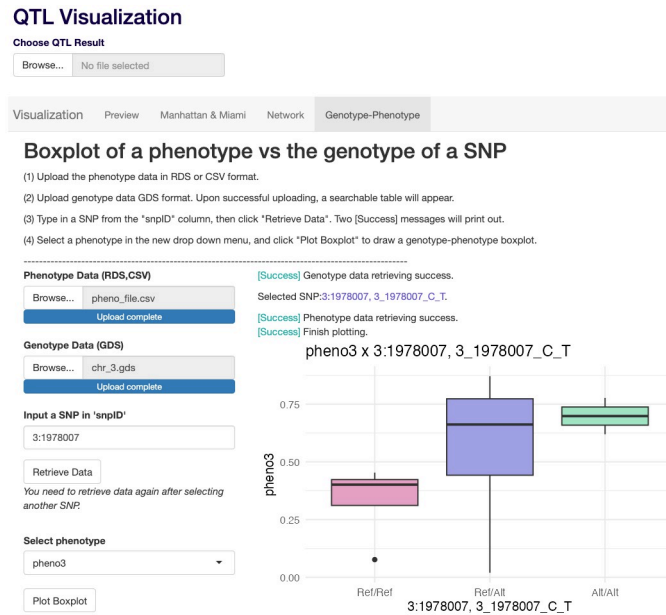 QTL Visualization
Choose QTL Result
Browse... No file selected
Visualization Preview Manhattan & Miami Network Genotype-Phenotype
Boxplot of a phenotype vs the genotype of a SNP
(1) Upload the phenotype data in RDS or CSV format.
(2) Upload genotype data GDS format. Upon successful uploading, a searchable table will appear.
(3) Type in a SNP from the "snpID" column, then click "Retrieve Data". Two [Success] messages will print out.
(4) Select a phenotype in the new drop down menu, and click "Plot Boxplot" to draw a genotype-phenotype boxplot.
Phenotype Data (RDS,CSV)
Browse... pheno_file.csv
Upload complete
Genotype Data (GDS)
Browse... chr_3.gds
Upload complete
Input a SNP in 'snpID'
3:1978007
Retrieve Data
You need to retrieve data again after selecting
another SNP.
Select phenotype
pheno3
Plot Boxplot
[Success] Genotype data retrieving success.
Selected SNP:3:1978007, 3_1978007_C_T.
[Success] Phenotype data retrieving success.
[Success] Finish plotting.
pheno3 x 3:1978007, 3_1978007_C_T
0.75
0.50
0.25
0.00
pheno3
Ref/Ref Ref/Alt Alt/Alt
3:1978007, 3_1978007_C_T